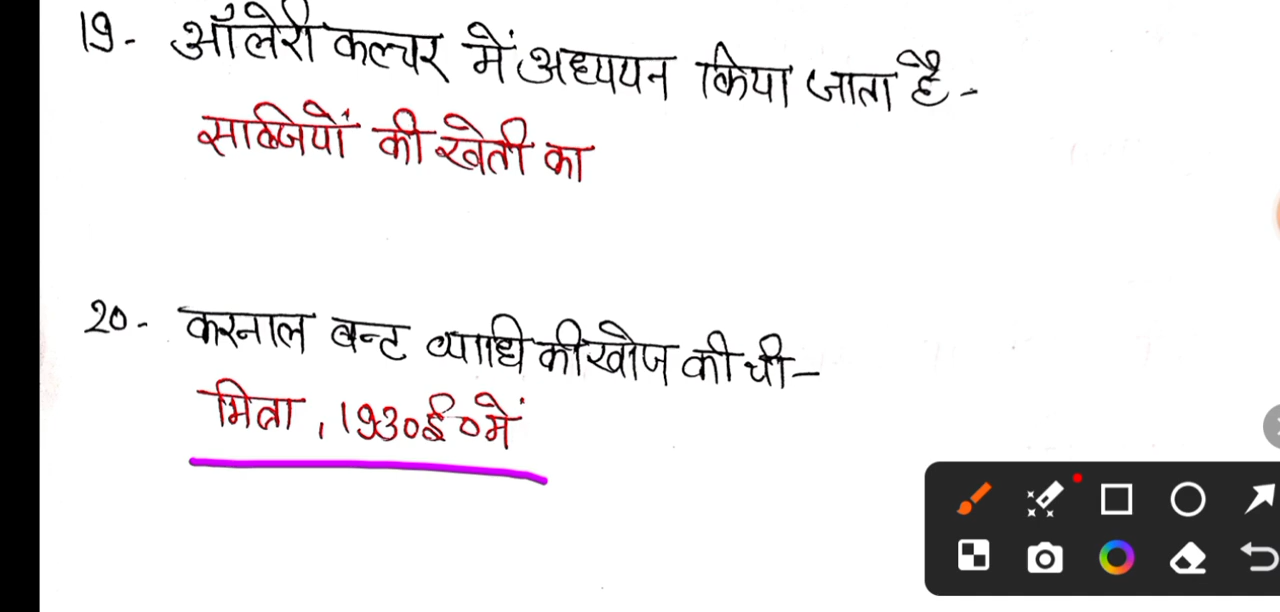 19- ऑलेरी कल्चर में अध्ययन किया जाता है -
सब्जियों की खेती का
20- करनाल बन्ट व्याधि की खोज की थी -
मित्रा, 1930 ई० में